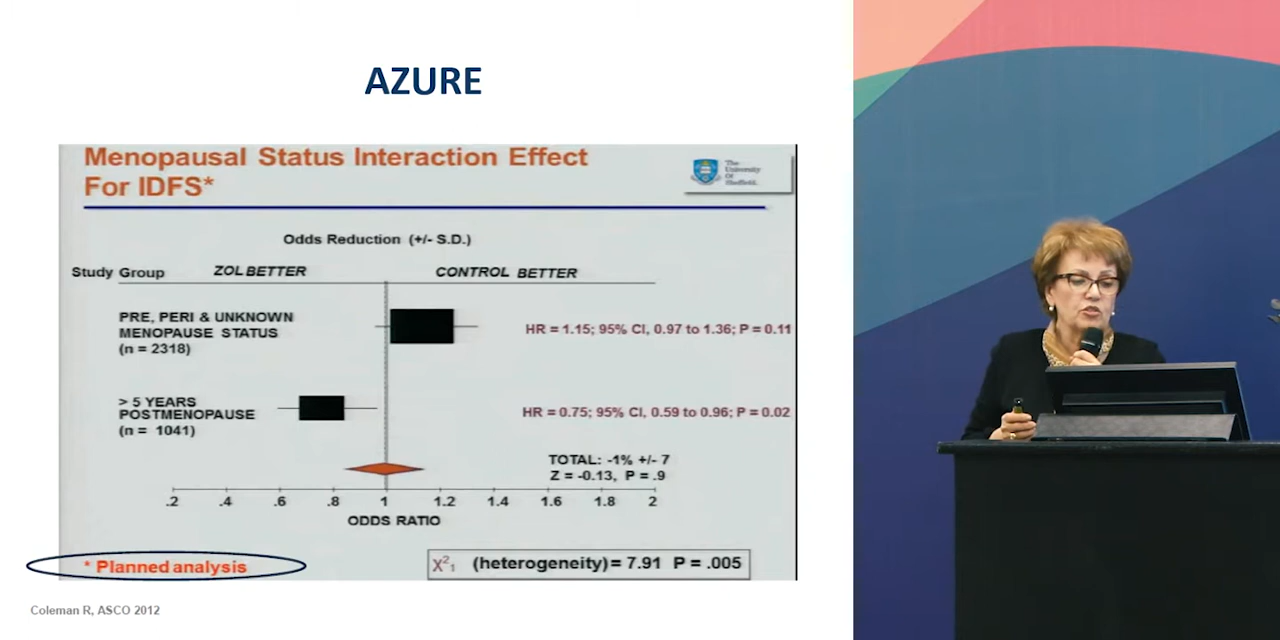 AZURE
Menopausal Status Interaction Effect
For IDFS*
The
University
Of
Sheffield.
Odds Reduction (+/- S.D.)
Study Group ZOL BETTER CONTROL BETTER
PRE, PERI & UNKNOWN
MENOPAUSE STATUS
(n = 2318)
HR = 1.15; 95% CI, 0.97 to 1.36; P = 0.11
> 5 YEARS
POSTMENOPAUSE
(n = 1041)
HR = 0.75; 95% CI, 0.59 to 0.96; P = 0.02
TOTAL: -1% +/- 7
Z = -0.13, P = .9
.2 .4 .6 .8 1 1.2 1.4 1.6 1.8 2
ODDS RATIO
* Planned analysis
χ²₁ (heterogeneity) = 7.91 P = .005
Coleman R, ASCO 2012